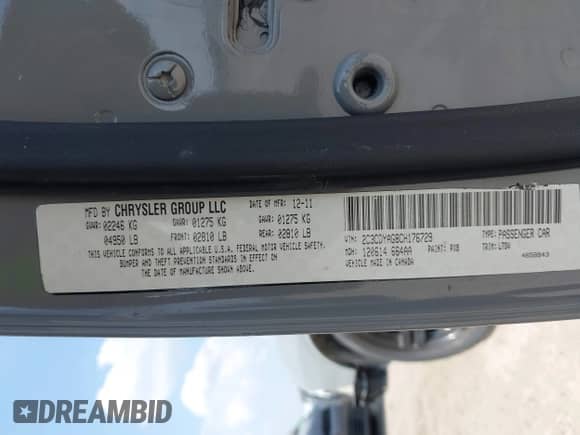 MFD BY CHRYSLER GROUP LLC DATE OF MFR 12-11
GVWR: 02246 KG GAWR: 01275 KG GAWR: 01275 KG
04950 LB FRONT: 02810 LB REAR: 02810 LB
THIS VEHICLE CONFORMS TO ALL APPLICABLE U.S.A. FEDERAL MOTOR VEHICLE SAFETY,
BUMPER AND THEFT PREVENTION STANDARDS IN EFFECT ON
THE DATE OF MANUFACTURE SHOWN ABOVE.
VIN: 2C3CDYAG8CH176729 TYPE: PASSENGER CAR
MDH: 120614 664AA PAINT: TRIM:
MADE IN CANADA 4658943
DREAMBID